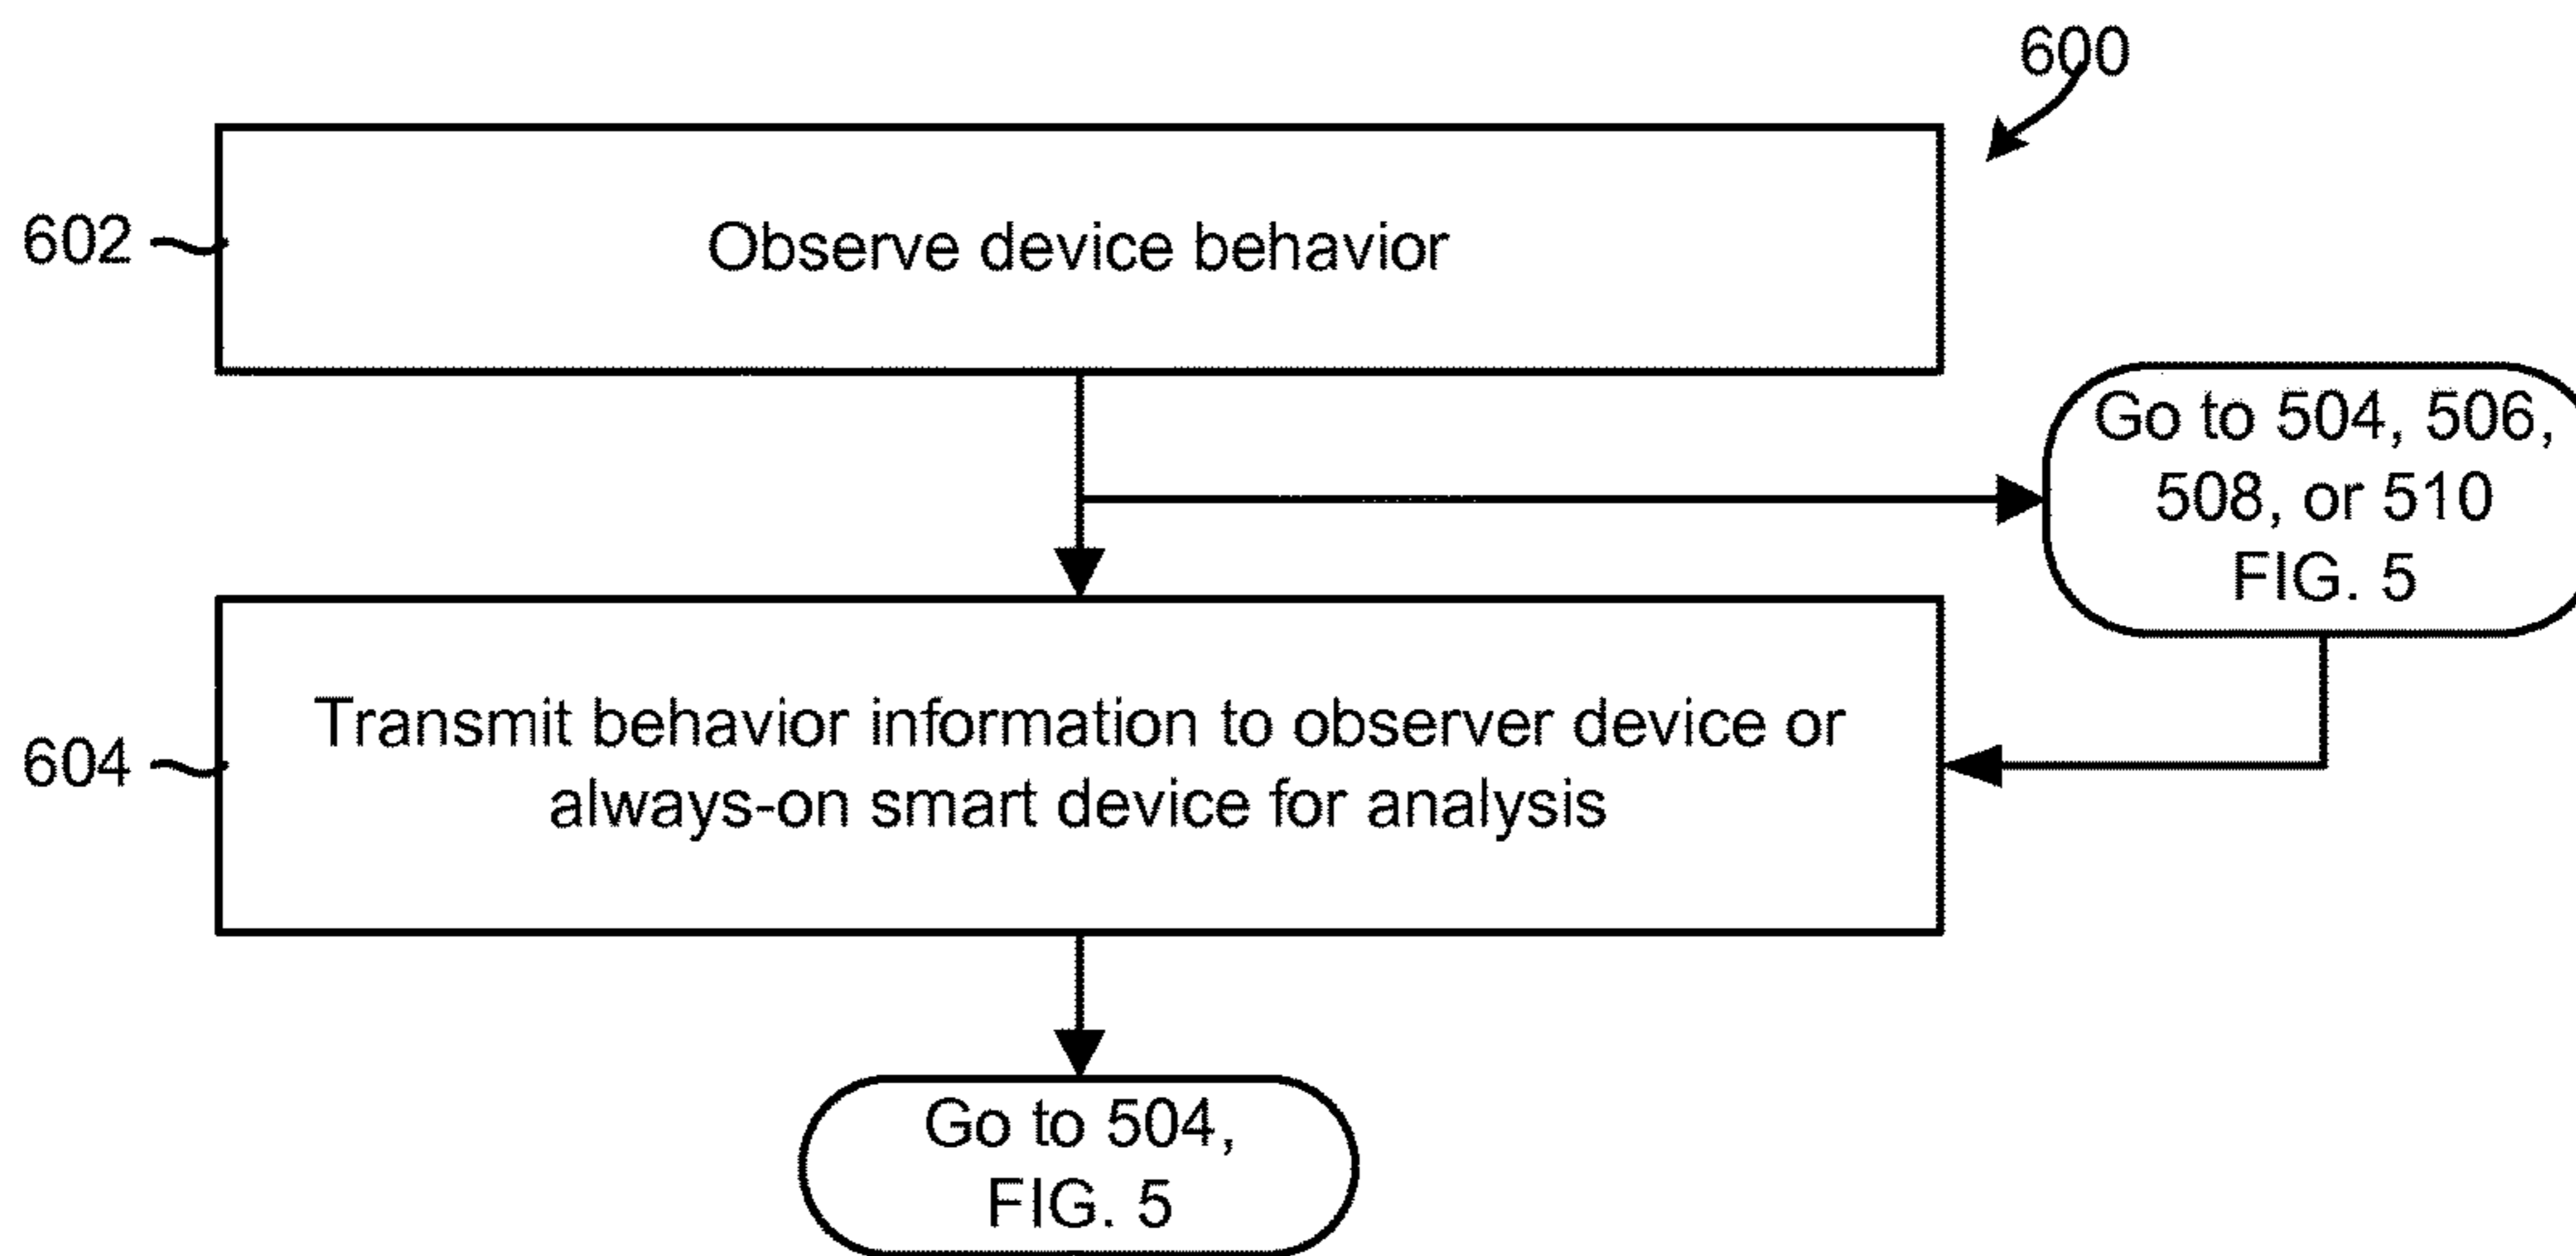 600
602
Observe device behavior
Go to 504, 506,
508, or 510
FIG. 5
604
Transmit behavior information to observer device or
always-on smart device for analysis
Go to 504,
FIG. 5